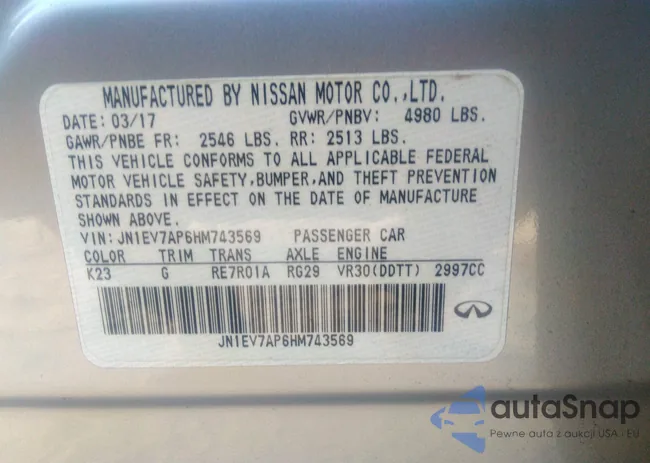 MANUFACTURED BY NISSAN MOTOR CO.,LTD.
DATE: 03/17 GVWR/PNBV: 4980 LBS.
GAWR/PNBE FR: 2546 LBS. RR: 2513 LBS.
THIS VEHICLE CONFORMS TO ALL APPLICABLE FEDERAL
MOTOR VEHICLE SAFETY,BUMPER,AND THEFT PREVENTION
STANDARDS IN EFFECT ON THE DATE OF MANUFACTURE
SHOWN ABOVE.
VIN: JN1EV7AP6HM743569 PASSENGER CAR
COLOR TRIM TRANS AXLE ENGINE
K23 G RE7R01A RG29 VR30(DDTT) 2997CC
JN1EV7AP6HM743569
autaSnap
Pewne auta z aukcji USA - EU